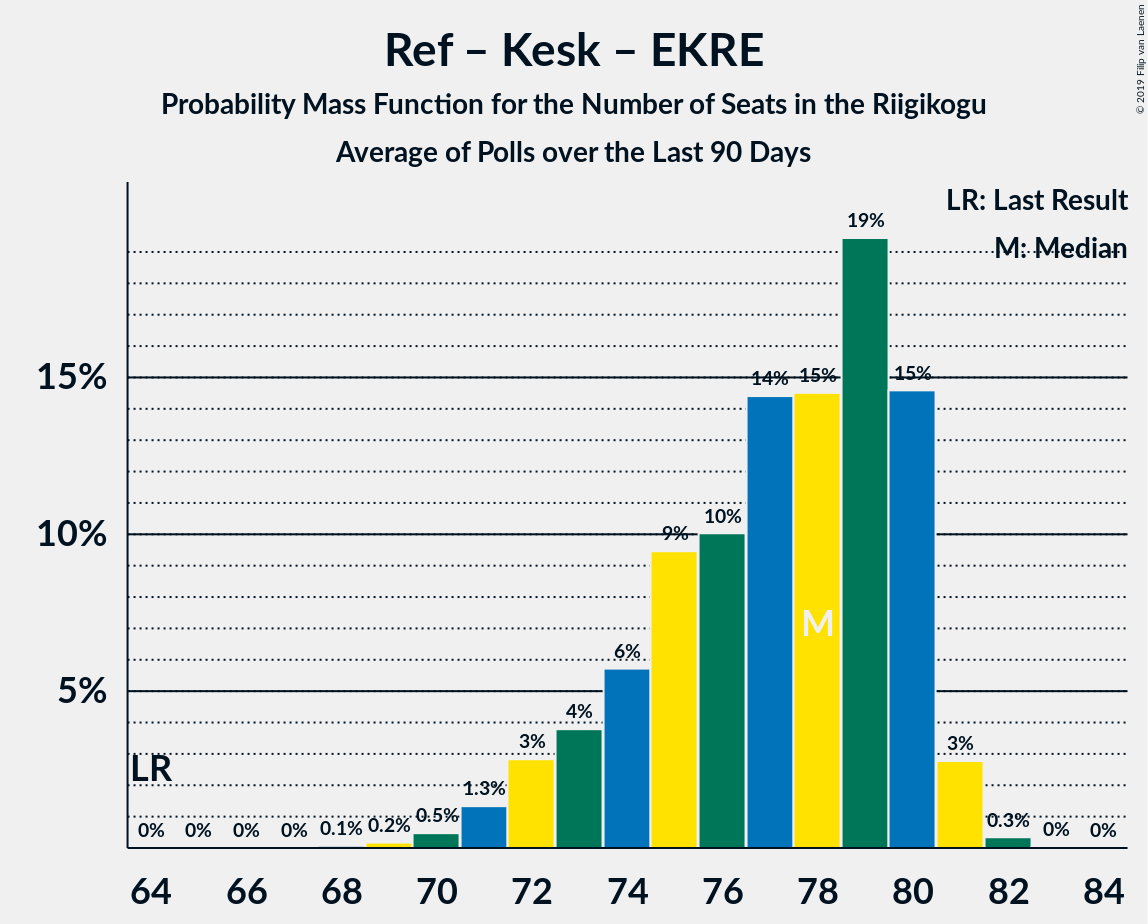 Ref – Kesk – EKRE
Probability Mass Function for the Number of Seats in the Riigikogu
Average of Polls over the Last 90 Days
© 2019 Filip van Laenen
LR: Last Result
M: Median
15%
10%
5%
LR
M
0%
0%
0%
0%
0.1%
0.2%
0.5%
1.3%
3%
4%
6%
9%
10%
14%
15%
19%
15%
3%
0.3%
0%
0%
64 66 68 70 72 74 76 78 80 82 84